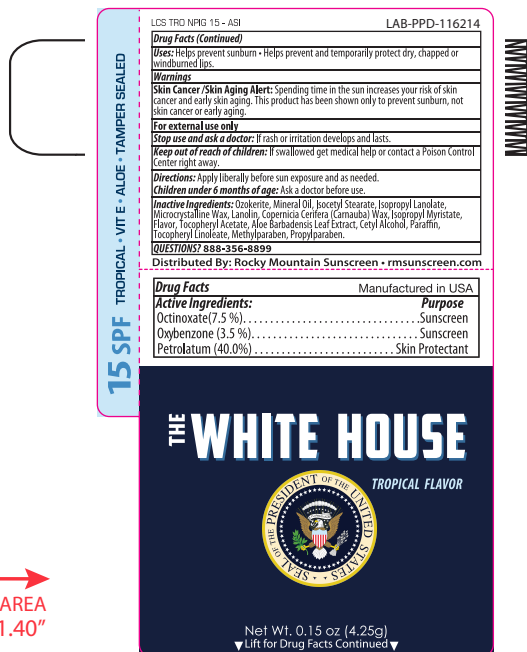 LCS TRO NPIG 15 - ASI
LAB-PPD-116214
Drug Facts (Continued)
Uses: Helps prevent sunburn • Helps prevent and temporarily protect dry, chapped or
windburned lips.
Warnings
Skin Cancer /Skin Aging Alert: Spending time in the sun increases your risk of skin
cancer and early skin aging. This product has been shown only to prevent sunburn, not
skin cancer or early aging.
For external use only
Stop use and ask a doctor: If rash or irritation develops and lasts.
Keep out of reach of children: If swallowed get medical help or contact a Poison Control
Center right away.
Directions: Apply liberally before sun exposure and as needed.
Children under 6 months of age: Ask a doctor before use.
Inactive Ingredients: Ozokerite, Mineral Oil, Isocetyl Stearate, Isopropyl Lanolate,
Microcrystalline Wax, Lanolin, Copernicia Cerifera (Carnauba) Wax, Isopropyl Myristate,
Flavor, Tocopheryl Acetate, Aloe Barbadensis Leaf Extract, Cetyl Alcohol, Paraffin,
Tocopheryl Linoleate, Methylparaben, Propylparaben.
QUESTIONS? 888-356-8899
Distributed By: Rocky Mountain Sunscreen • rmsunscreen.com
15 SPF TROPICAL • VIT E • ALOE • TAMPER SEALED
Drug Facts Manufactured in USA
Active Ingredients: Purpose
Octinoxate(7.5 %)................................Sunscreen
Oxybenzone (3.5 %)..............................Sunscreen
Petrolatum (40.0%) .........................Skin Protectant
THE WHITE HOUSE
TROPICAL FLAVOR
SEAL OF THE PRESIDENT OF THE UNITED STATES
AREA
1.40”
Net Wt. 0.15 oz (4.25g)
▼Lift for Drug Facts Continued▼